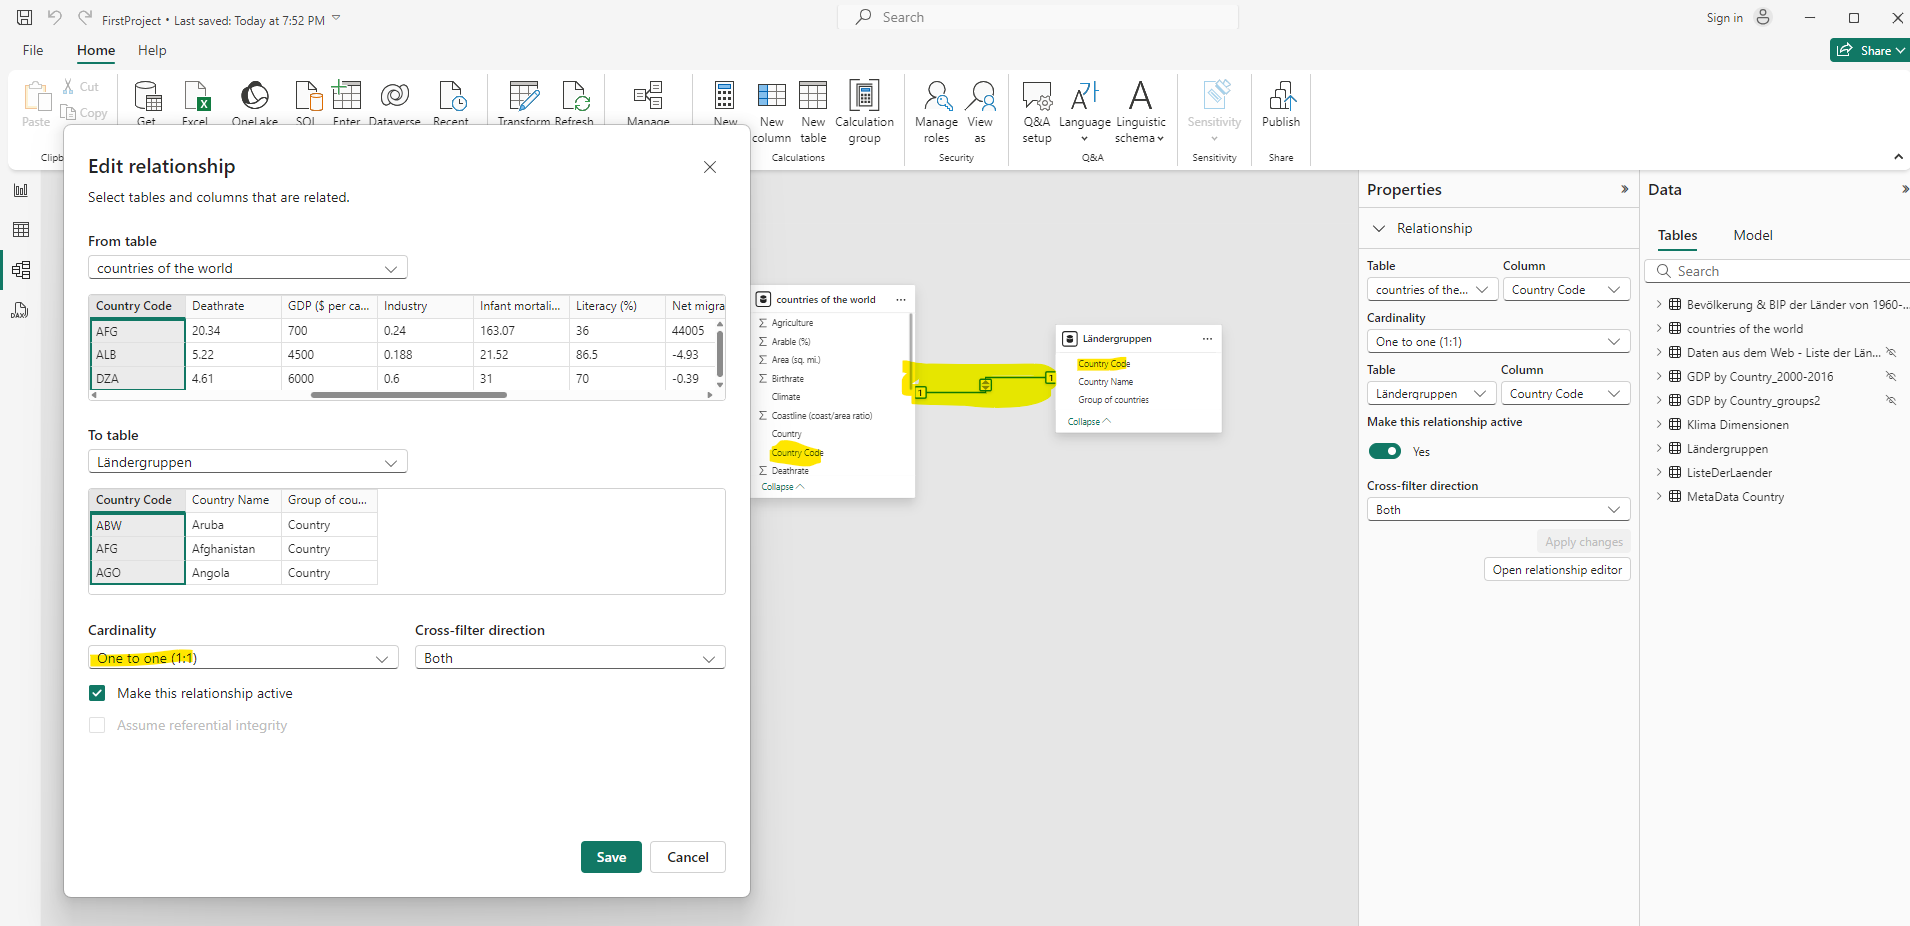 FirstProject • Last saved: Today at 7:52 PM
Search
Sign in
File
Home
Help
Share
Paste
Cut
Copy
Get
Excel
OneLake
SQL
Enter
Dataverse
Recent
Transform
Refresh
Manage
New
New
column
New
table
Calculation
group
Manage
roles
View
as
Q&A
setup
Language
Linguistic
schema
Sensitivity
Publish
Calculations
Security
Q&A
Sensitivity
Share
Edit relationship
Select tables and columns that are related.
From table
countries of the world
Country Code Deathrate GDP ($ per ca... Industry Infant mortali... Literacy (%) Net migra
AFG 20.34 700 0.24 163.07 36 44005
ALB 5.22 4500 0.188 21.52 86.5 -4.93
DZA 4.61 6000 0.6 31 70 -0.39
To table
Ländergruppen
Country Code Country Name Group of cou...
ABW Aruba Country
AFG Afghanistan Country
AGO Angola Country
Cardinality
One to one (1:1)
Cross-filter direction
Both
Make this relationship active
Assume referential integrity
Save
Cancel
countries of the world
Agriculture
Arable (%)
Area (sq. mi.)
Birthrate
Climate
Coastline (coast/area ratio)
Country
Country Code
Deathrate
Collapse
1
1
Ländergruppen
Country Code
Country Name
Group of countries
Collapse
Properties
Relationship
Table
Column
countries of the...
Country Code
Cardinality
One to one (1:1)
Table
Column
Ländergruppen
Country Code
Make this relationship active
Yes
Cross-filter direction
Both
Apply changes
Open relationship editor
Data
Tables
Model
Search
Bevölkerung & BIP der Länder von 1960-...
countries of the world
Daten aus dem Web - Liste der Län...
GDP by Country_2000-2016
GDP by Country_groups2
Klima Dimensionen
Ländergruppen
ListeDerLaender
MetaData Country